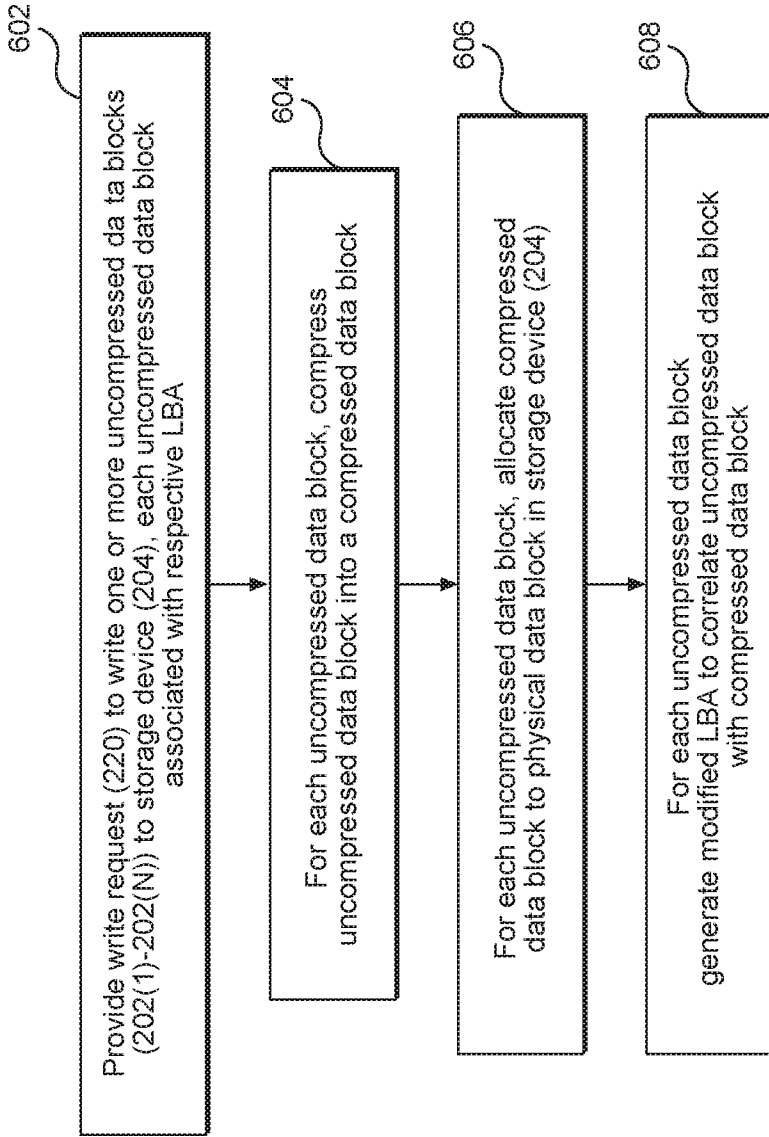 602
Provide write request (220) to write one or more uncompressed da ta blocks
(202(1)-202(N)) to storage device (204), each uncompressed data block
associated with respective LBA
604
For each uncompressed data block, compress
uncompressed data block into a compressed data block
606
For each uncompressed data block, allocate compressed
data block to physical data block in storage device (204)
608
For each uncompressed data block
generate modified LBA to correlate uncompressed data block
with compressed data block